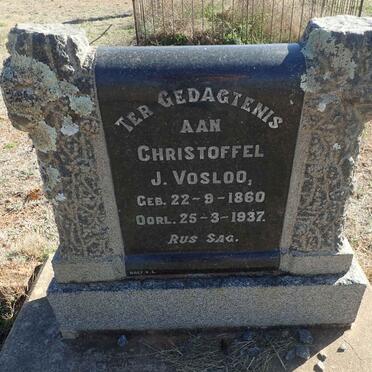 TER GEDAGTENIS
AAN
CHRISTOFFEL
J. VOSLOO,
GEB. 22-9-1860
OORL. 25-3-1937.
RUS SAG.